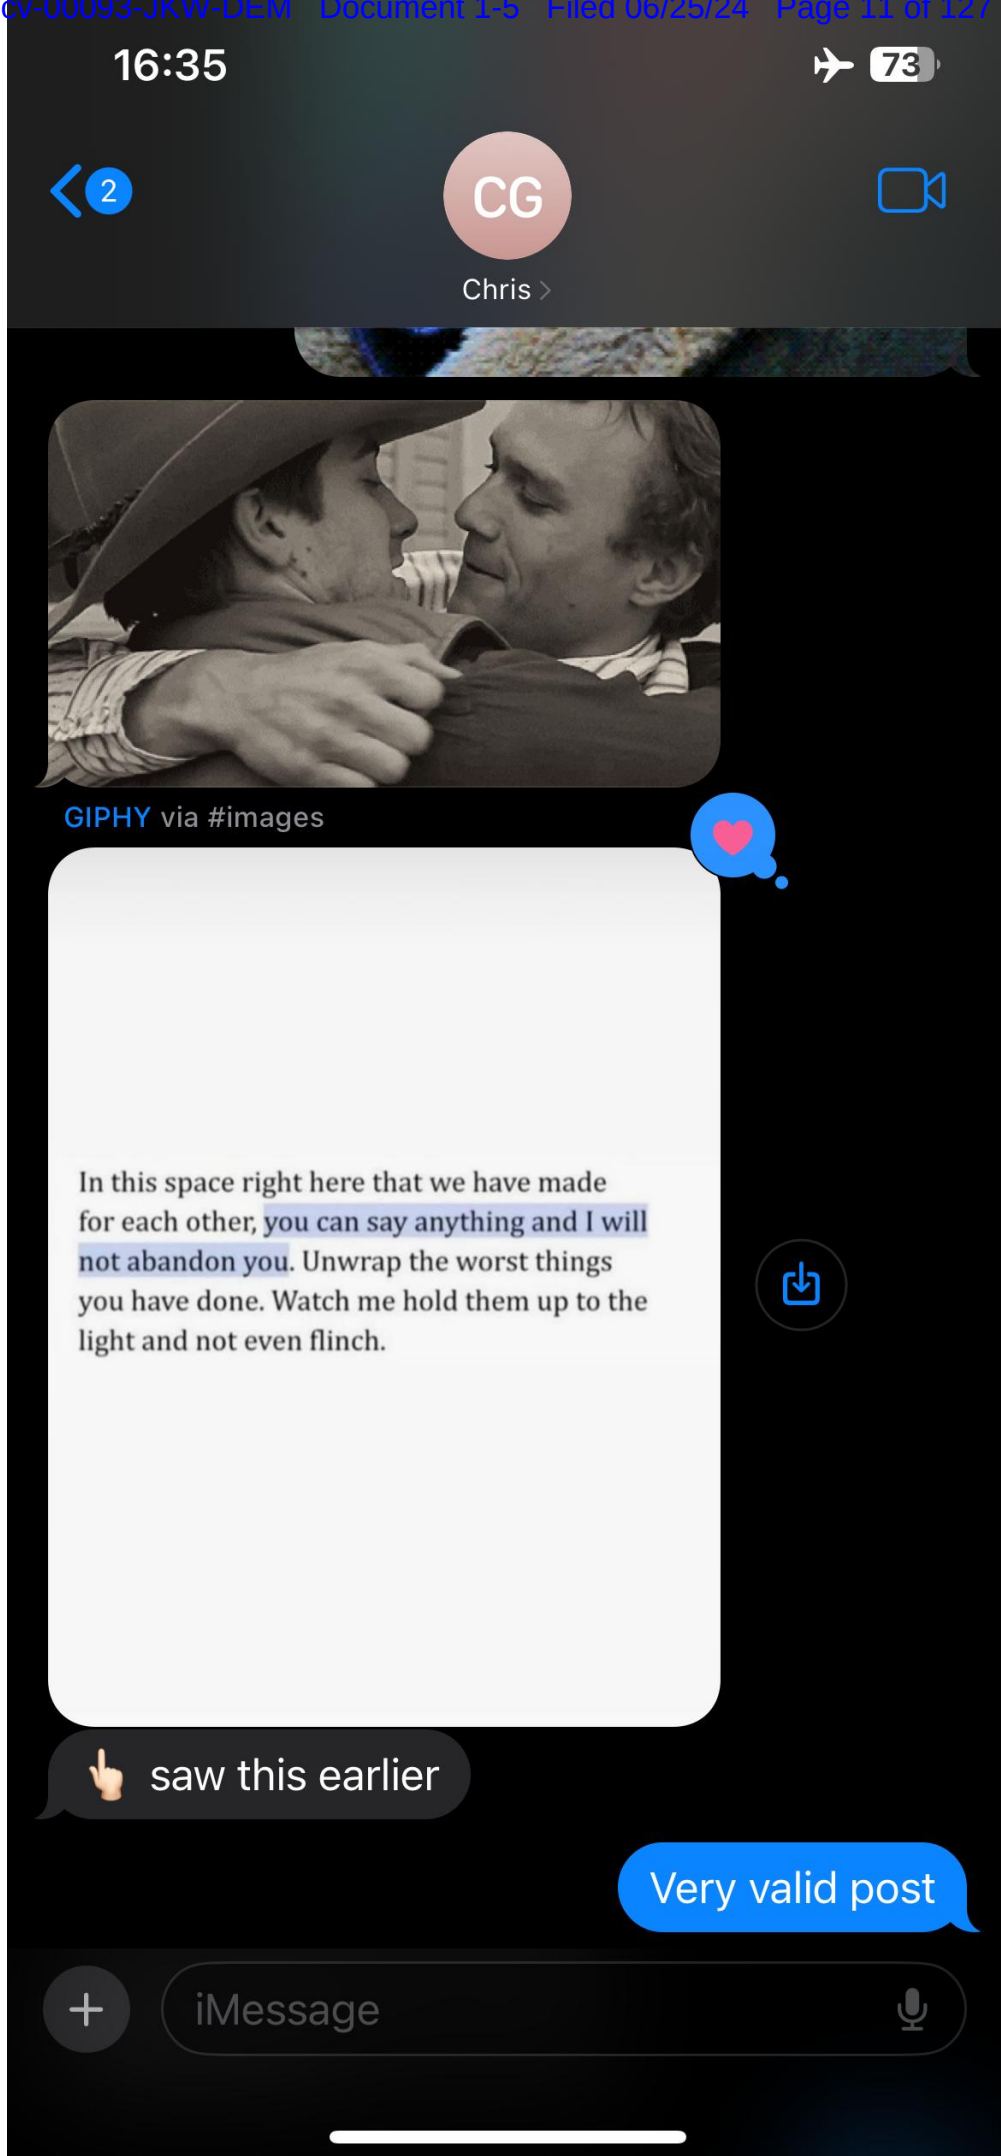 cv-00093-JKW-DEM Document 1-5 Filed 06/25/24 Page 11 of 127
16:35
73
2
CG
Chris
GIPHY via #images
In this space right here that we have made
for each other, you can say anything and I will
not abandon you. Unwrap the worst things
you have done. Watch me hold them up to the
light and not even flinch.
saw this earlier
Very valid post
iMessage